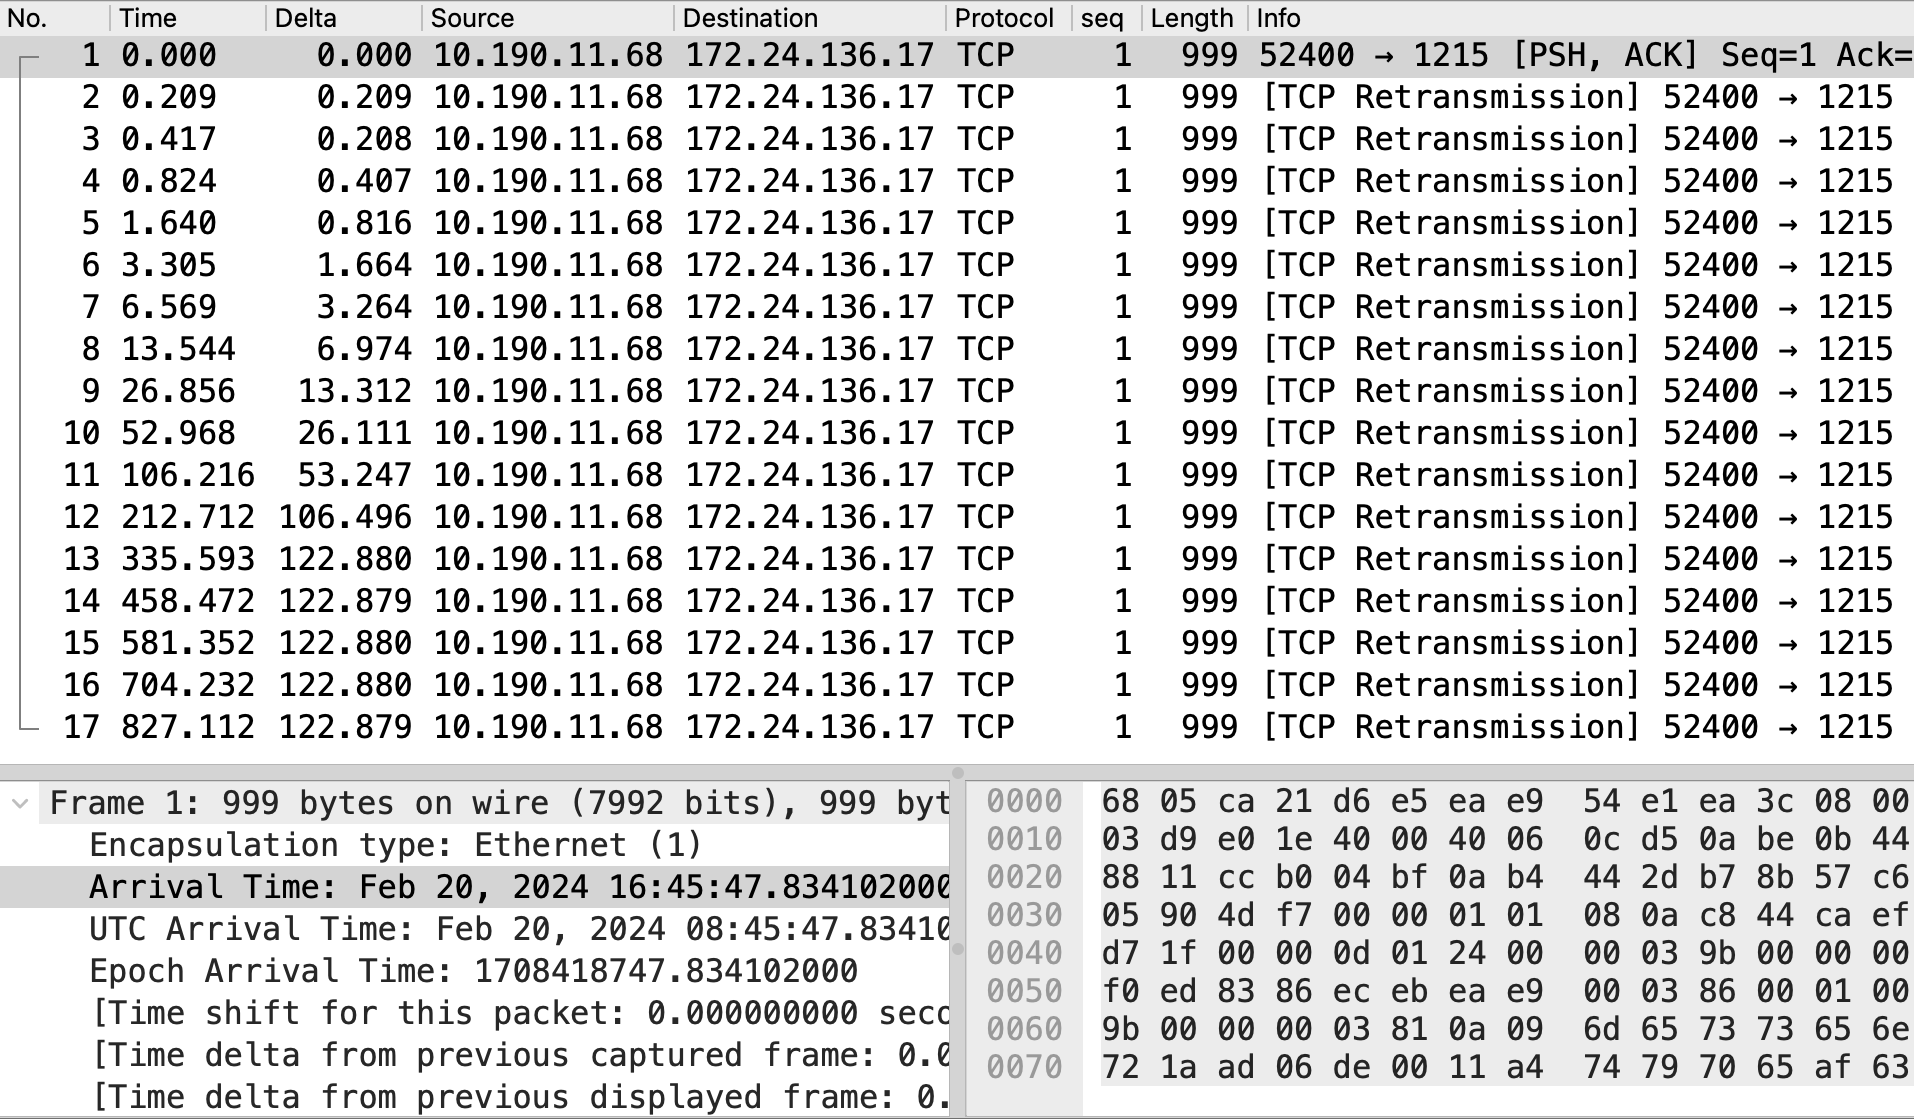 No. Time Delta Source Destination Protocol seq Length Info
1 0.000 0.000 10.190.11.68 172.24.136.17 TCP 1 999 52400 → 1215 [PSH, ACK] Seq=1 Ack=
2 0.209 0.209 10.190.11.68 172.24.136.17 TCP 1 999 [TCP Retransmission] 52400 → 1215
3 0.417 0.208 10.190.11.68 172.24.136.17 TCP 1 999 [TCP Retransmission] 52400 → 1215
4 0.824 0.407 10.190.11.68 172.24.136.17 TCP 1 999 [TCP Retransmission] 52400 → 1215
5 1.640 0.816 10.190.11.68 172.24.136.17 TCP 1 999 [TCP Retransmission] 52400 → 1215
6 3.305 1.664 10.190.11.68 172.24.136.17 TCP 1 999 [TCP Retransmission] 52400 → 1215
7 6.569 3.264 10.190.11.68 172.24.136.17 TCP 1 999 [TCP Retransmission] 52400 → 1215
8 13.544 6.974 10.190.11.68 172.24.136.17 TCP 1 999 [TCP Retransmission] 52400 → 1215
9 26.856 13.312 10.190.11.68 172.24.136.17 TCP 1 999 [TCP Retransmission] 52400 → 1215
10 52.968 26.111 10.190.11.68 172.24.136.17 TCP 1 999 [TCP Retransmission] 52400 → 1215
11 106.216 53.247 10.190.11.68 172.24.136.17 TCP 1 999 [TCP Retransmission] 52400 → 1215
12 212.712 106.496 10.190.11.68 172.24.136.17 TCP 1 999 [TCP Retransmission] 52400 → 1215
13 335.593 122.880 10.190.11.68 172.24.136.17 TCP 1 999 [TCP Retransmission] 52400 → 1215
14 458.472 122.879 10.190.11.68 172.24.136.17 TCP 1 999 [TCP Retransmission] 52400 → 1215
15 581.352 122.880 10.190.11.68 172.24.136.17 TCP 1 999 [TCP Retransmission] 52400 → 1215
16 704.232 122.880 10.190.11.68 172.24.136.17 TCP 1 999 [TCP Retransmission] 52400 → 1215
17 827.112 122.879 10.190.11.68 172.24.136.17 TCP 1 999 [TCP Retransmission] 52400 → 1215
Frame 1: 999 bytes on wire (7992 bits), 999 byt
Encapsulation type: Ethernet (1)
Arrival Time: Feb 20, 2024 16:45:47.834102000
UTC Arrival Time: Feb 20, 2024 08:45:47.83410
Epoch Arrival Time: 1708418747.834102000
[Time shift for this packet: 0.000000000 seco
[Time delta from previous captured frame: 0.0
[Time delta from previous displayed frame: 0.
0000 68 05 ca 21 d6 e5 ea e9 54 e1 ea 3c 08 00
0010 03 d9 e0 1e 40 00 40 06 0c d5 0a be 0b 44
0020 88 11 cc b0 04 bf 0a b4 44 2d b7 8b 57 c6
0030 05 90 4d f7 00 00 01 01 08 0a c8 44 ca ef
0040 d7 1f 00 00 0d 01 24 00 00 03 9b 00 00 00
0050 f0 ed 83 86 ec eb ea e9 00 03 86 00 01 00
0060 9b 00 00 00 03 81 0a 09 6d 65 73 73 65 6e
0070 72 1a ad 06 de 00 11 a4 74 79 70 65 af 63